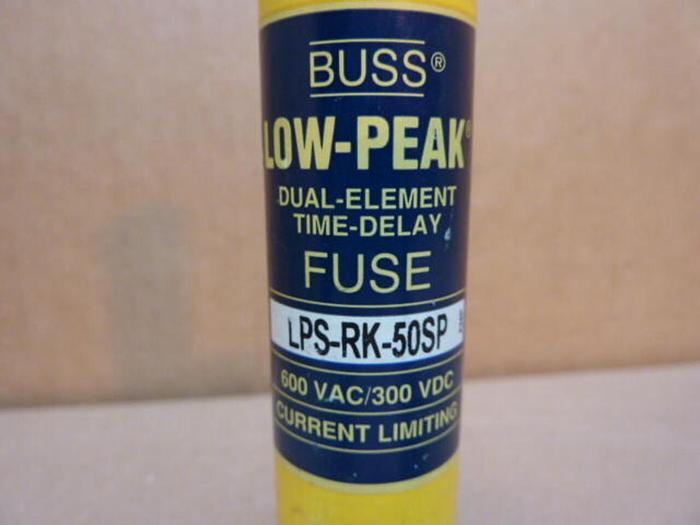 BUSS®
LOW-PEAK®
DUAL-ELEMENT
TIME-DELAY
FUSE
LPS-RK-50SP
600 VAC/300 VDC
CURRENT LIMITING